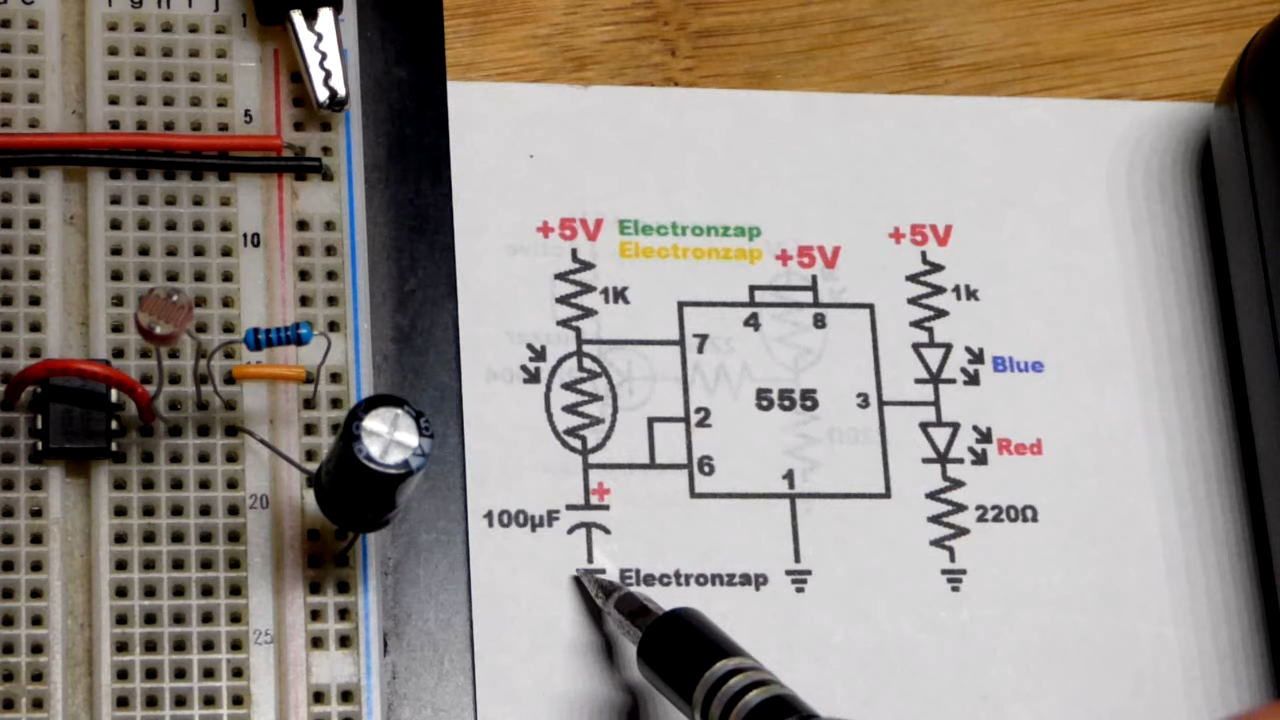 f g h i j
1
5
10
20
25
+5V
Electronzap
Electronzap
+5V
+5V
1K
1k
4
8
7
Blue
2
555
3
Red
6
1
+
100µF
220Ω
Electronzap